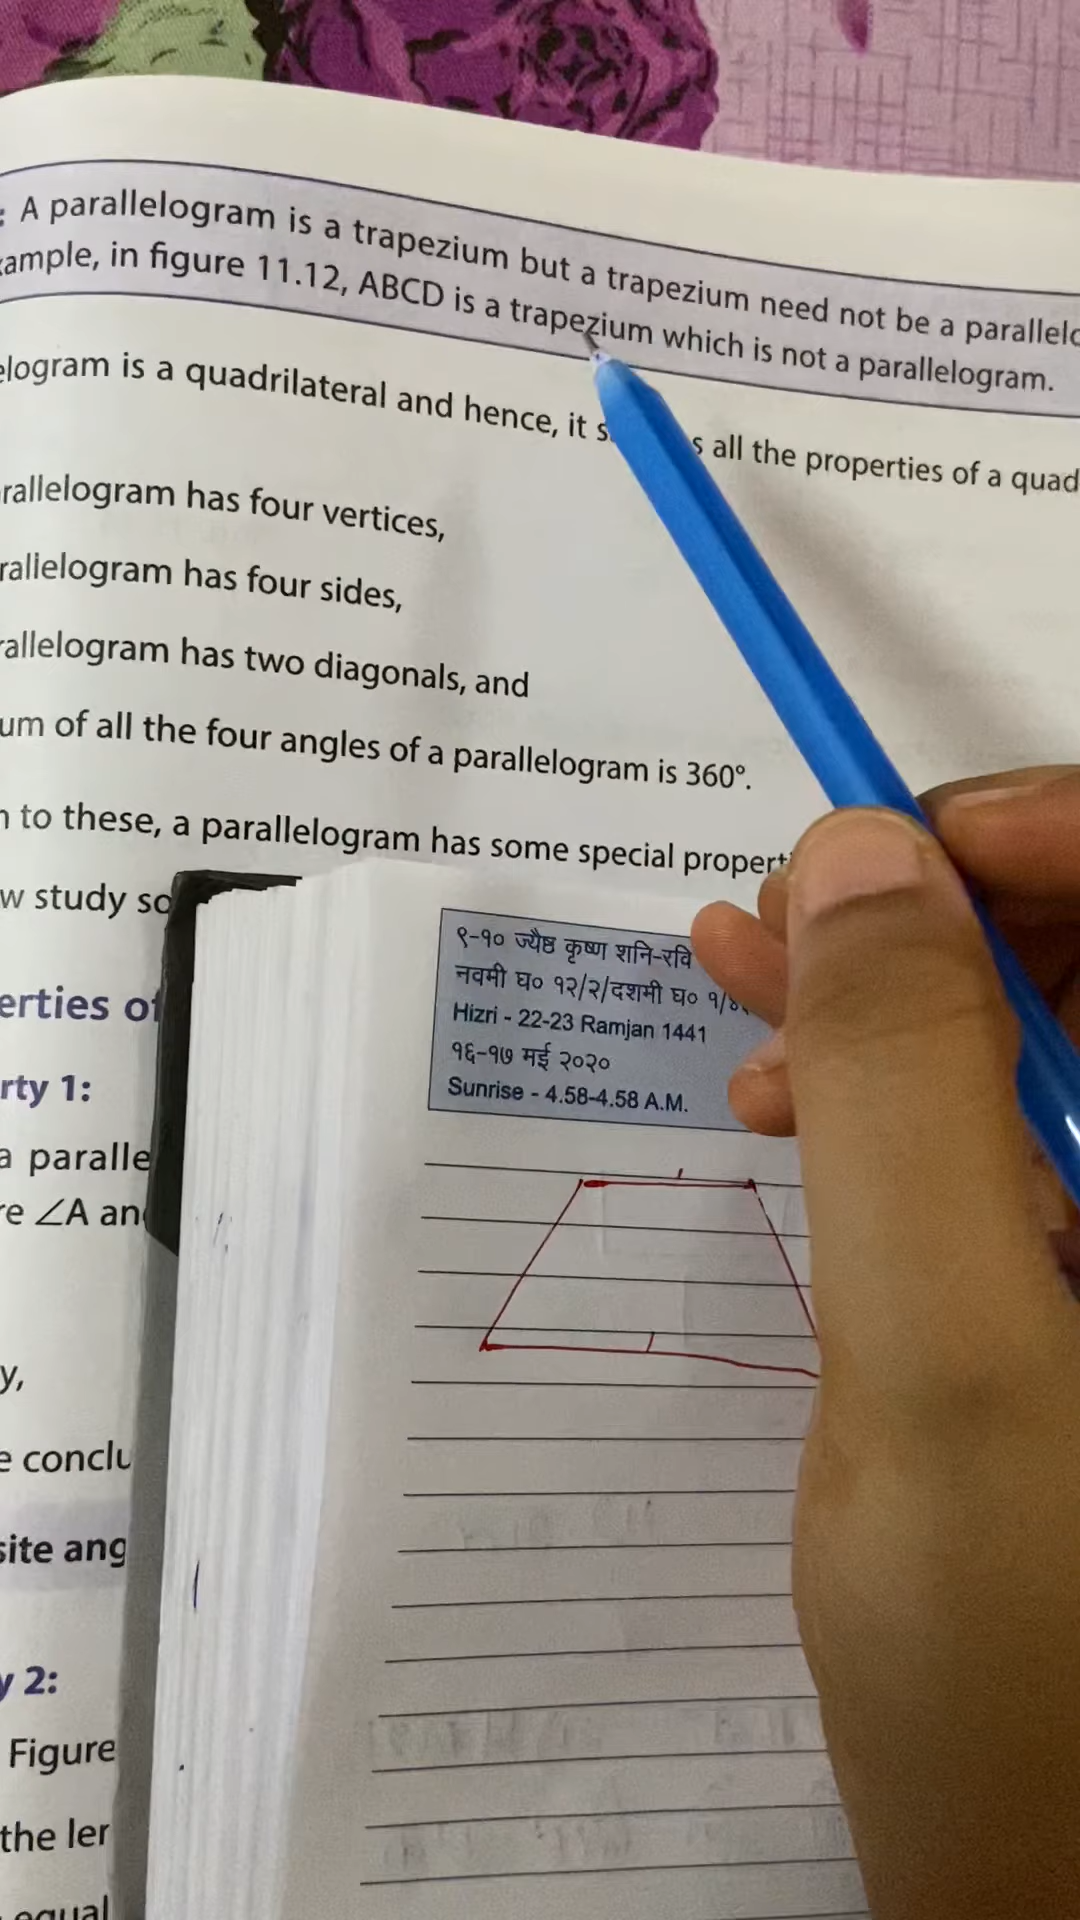 : A parallelogram is a trapezium but a trapezium need not be a parallelo
ample, in figure 11.12, ABCD is a trapezium which is not a parallelogram.
elogram is a quadrilateral and hence, it s s all the properties of a quad
rallelogram has four vertices,
rallelogram has four sides,
rallelogram has two diagonals, and
um of all the four angles of a parallelogram is 360°.
n to these, a parallelogram has some special propert
w study so
erties of
rty 1:
a paralle
re ∠A an
y,
e conclu
site ang
y 2:
Figure
the ler
equal
९-१० ज्यैष्ठ कृष्ण शनि-रवि
नवमी घ० १२/२/दशमी घ० १/४
Hizri - 22-23 Ramjan 1441
१६-१७ मई २०२०
Sunrise - 4.58-4.58 A.M.